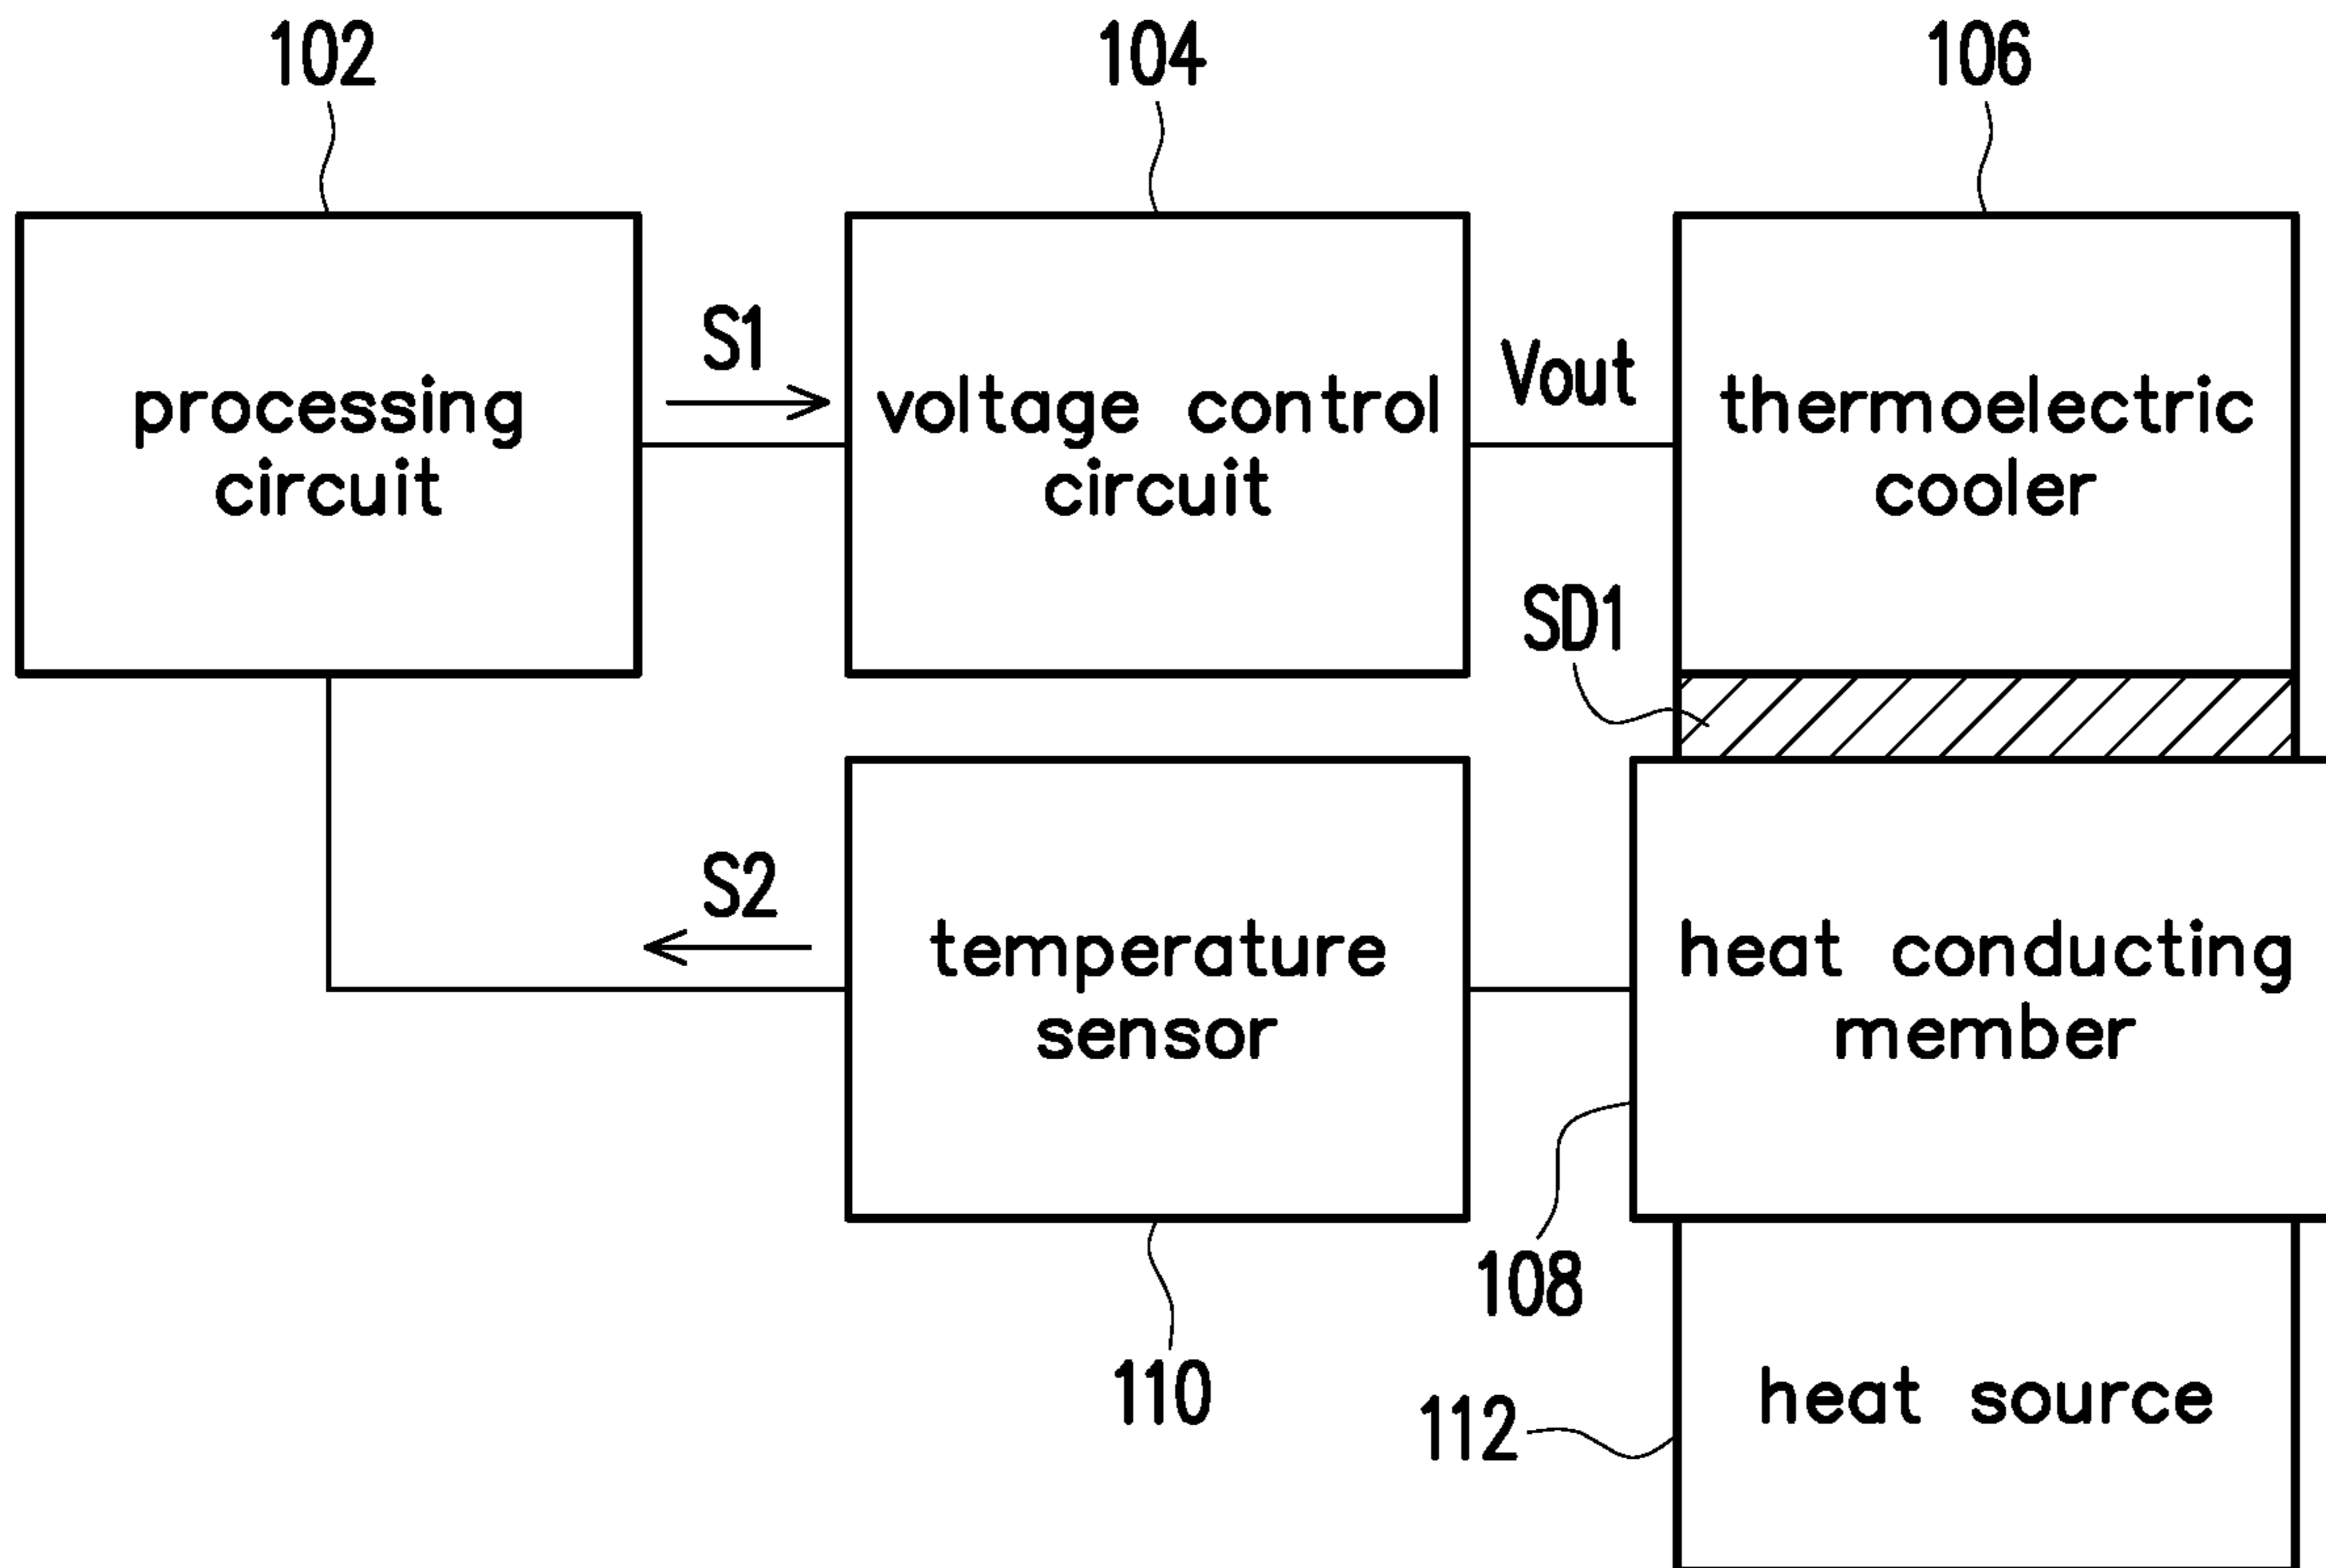 102
104
106
processing
circuit
S1
voltage control
circuit
Vout
thermoelectric
cooler
SD1
S2
temperature
sensor
heat conducting
member
108
110
112
heat source